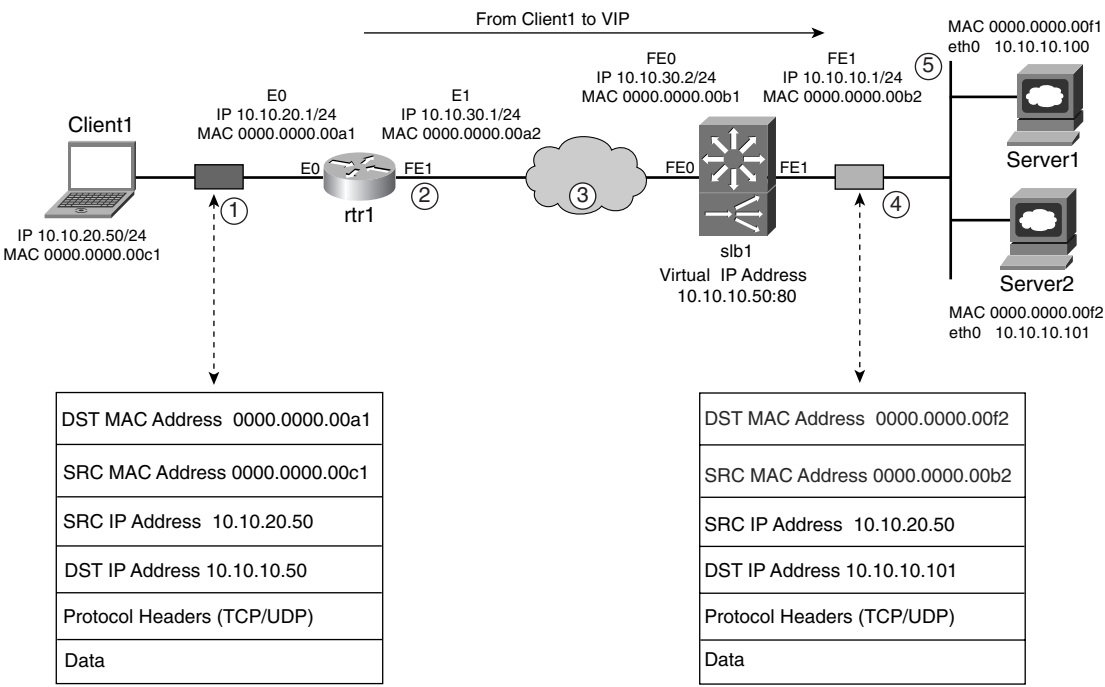 From Client1 to VIP
MAC 0000.0000.00f1
eth0 10.10.10.100
5
FE0
IP 10.10.30.2/24
MAC 0000.0000.00b1
FE1
IP 10.10.10.1/24
MAC 0000.0000.00b2
E0
IP 10.10.20.1/24
MAC 0000.0000.00a1
E1
IP 10.10.30.1/24
MAC 0000.0000.00a2
Client1
Server1
E0
FE1
FE0
FE1
1
2
3
4
rtr1
IP 10.10.20.50/24
MAC 0000.0000.00c1
slb1
Virtual IP Address
10.10.10.50:80
Server2
MAC 0000.0000.00f2
eth0 10.10.10.101
DST MAC Address 0000.0000.00a1
SRC MAC Address 0000.0000.00c1
SRC IP Address 10.10.20.50
DST IP Address 10.10.10.50
Protocol Headers (TCP/UDP)
Data
DST MAC Address 0000.0000.00f2
SRC MAC Address 0000.0000.00b2
SRC IP Address 10.10.20.50
DST IP Address 10.10.10.101
Protocol Headers (TCP/UDP)
Data